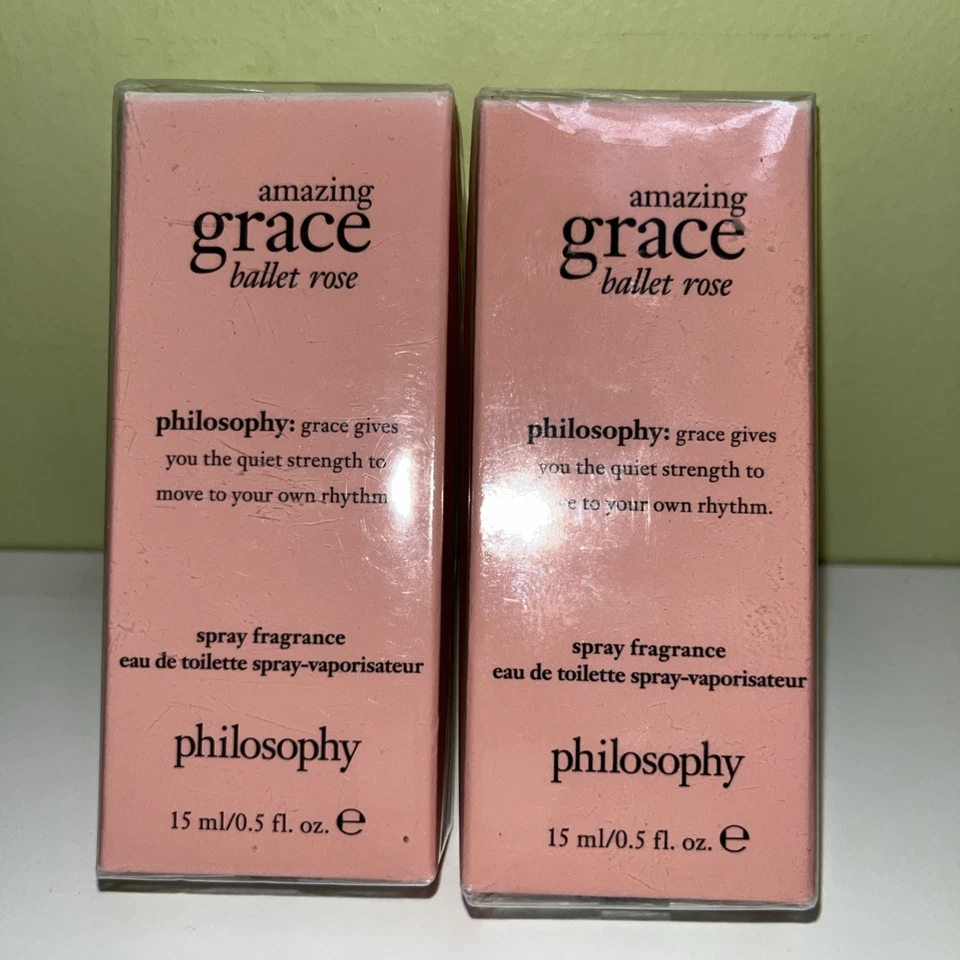 amazing
grace
ballet rose
philosophy: grace gives
you the quiet strength to
move to your own rhythm
spray fragrance
eau de toilette spray-vaporisateur
philosophy
15 ml/0.5 fl. oz. e
amazing
grace
ballet rose
philosophy: grace gives
you the quiet strength to
to your own rhythm.
spray fragrance
eau de toilette spray-vaporisateur
philosophy
15 ml/0.5 fl. oz. e